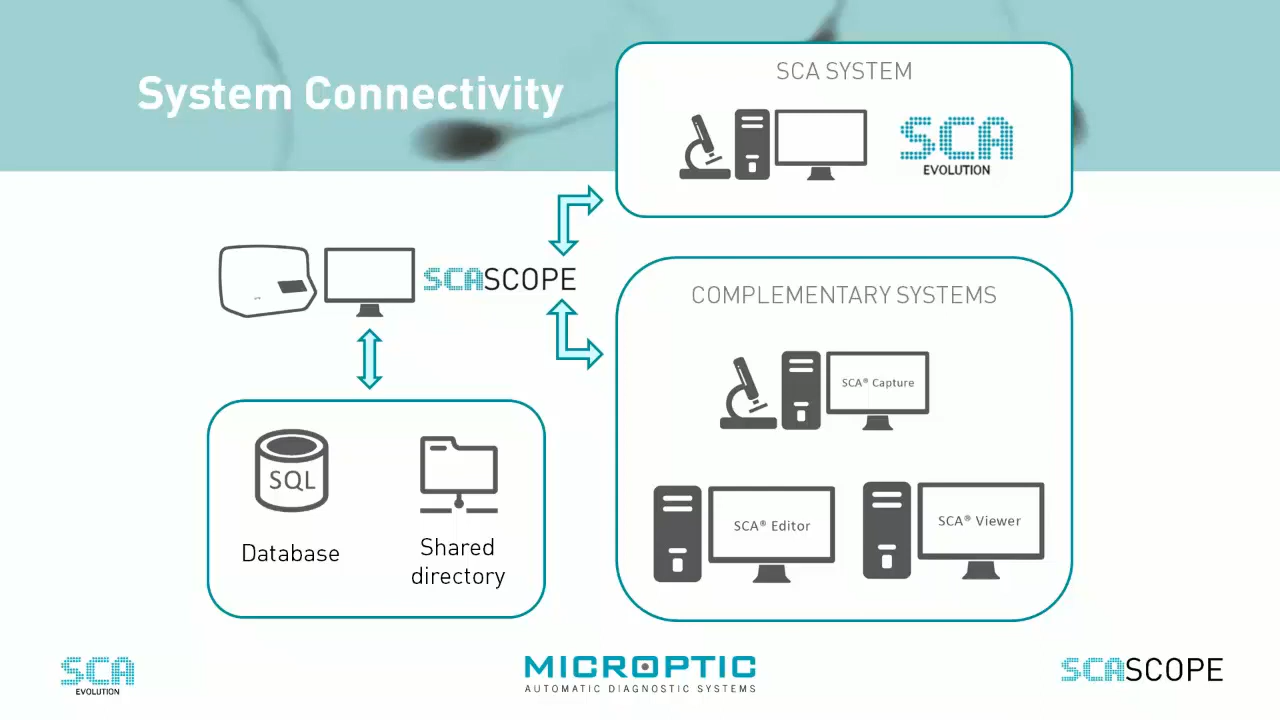 System Connectivity
SCA SYSTEM
SCA
EVOLUTION
SCASCOPE
COMPLEMENTARY SYSTEMS
SCA® Capture
SCA® Editor
SCA® Viewer
SQL
Database
Shared
directory
SCA
EVOLUTION
MICROPTIC
AUTOMATIC DIAGNOSTIC SYSTEMS
SCASCOPE